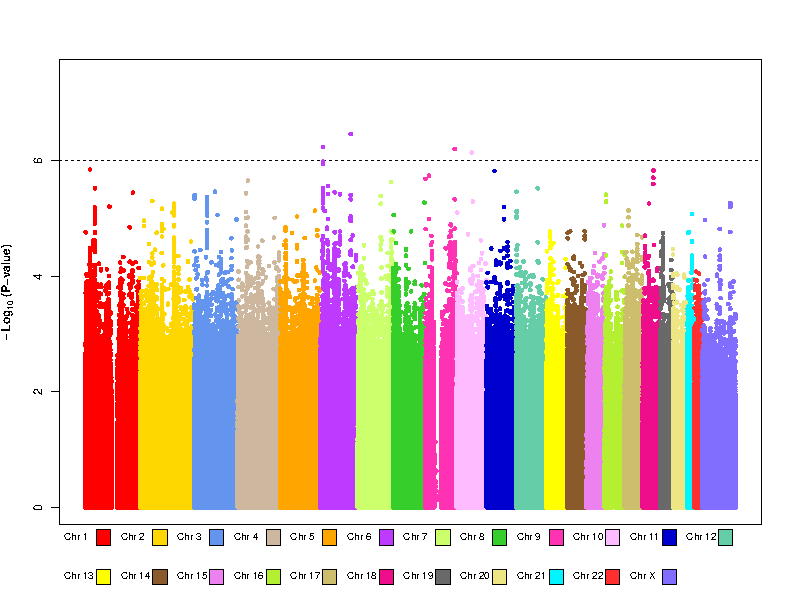 6
4
2
0
−Log10 (P−value)
Chr 1 Chr 2 Chr 3 Chr 4 Chr 5 Chr 6 Chr 7 Chr 8 Chr 9 Chr 10 Chr 11 Chr 12
Chr 13 Chr 14 Chr 15 Chr 16 Chr 17 Chr 18 Chr 19 Chr 20 Chr 21 Chr 22 Chr X